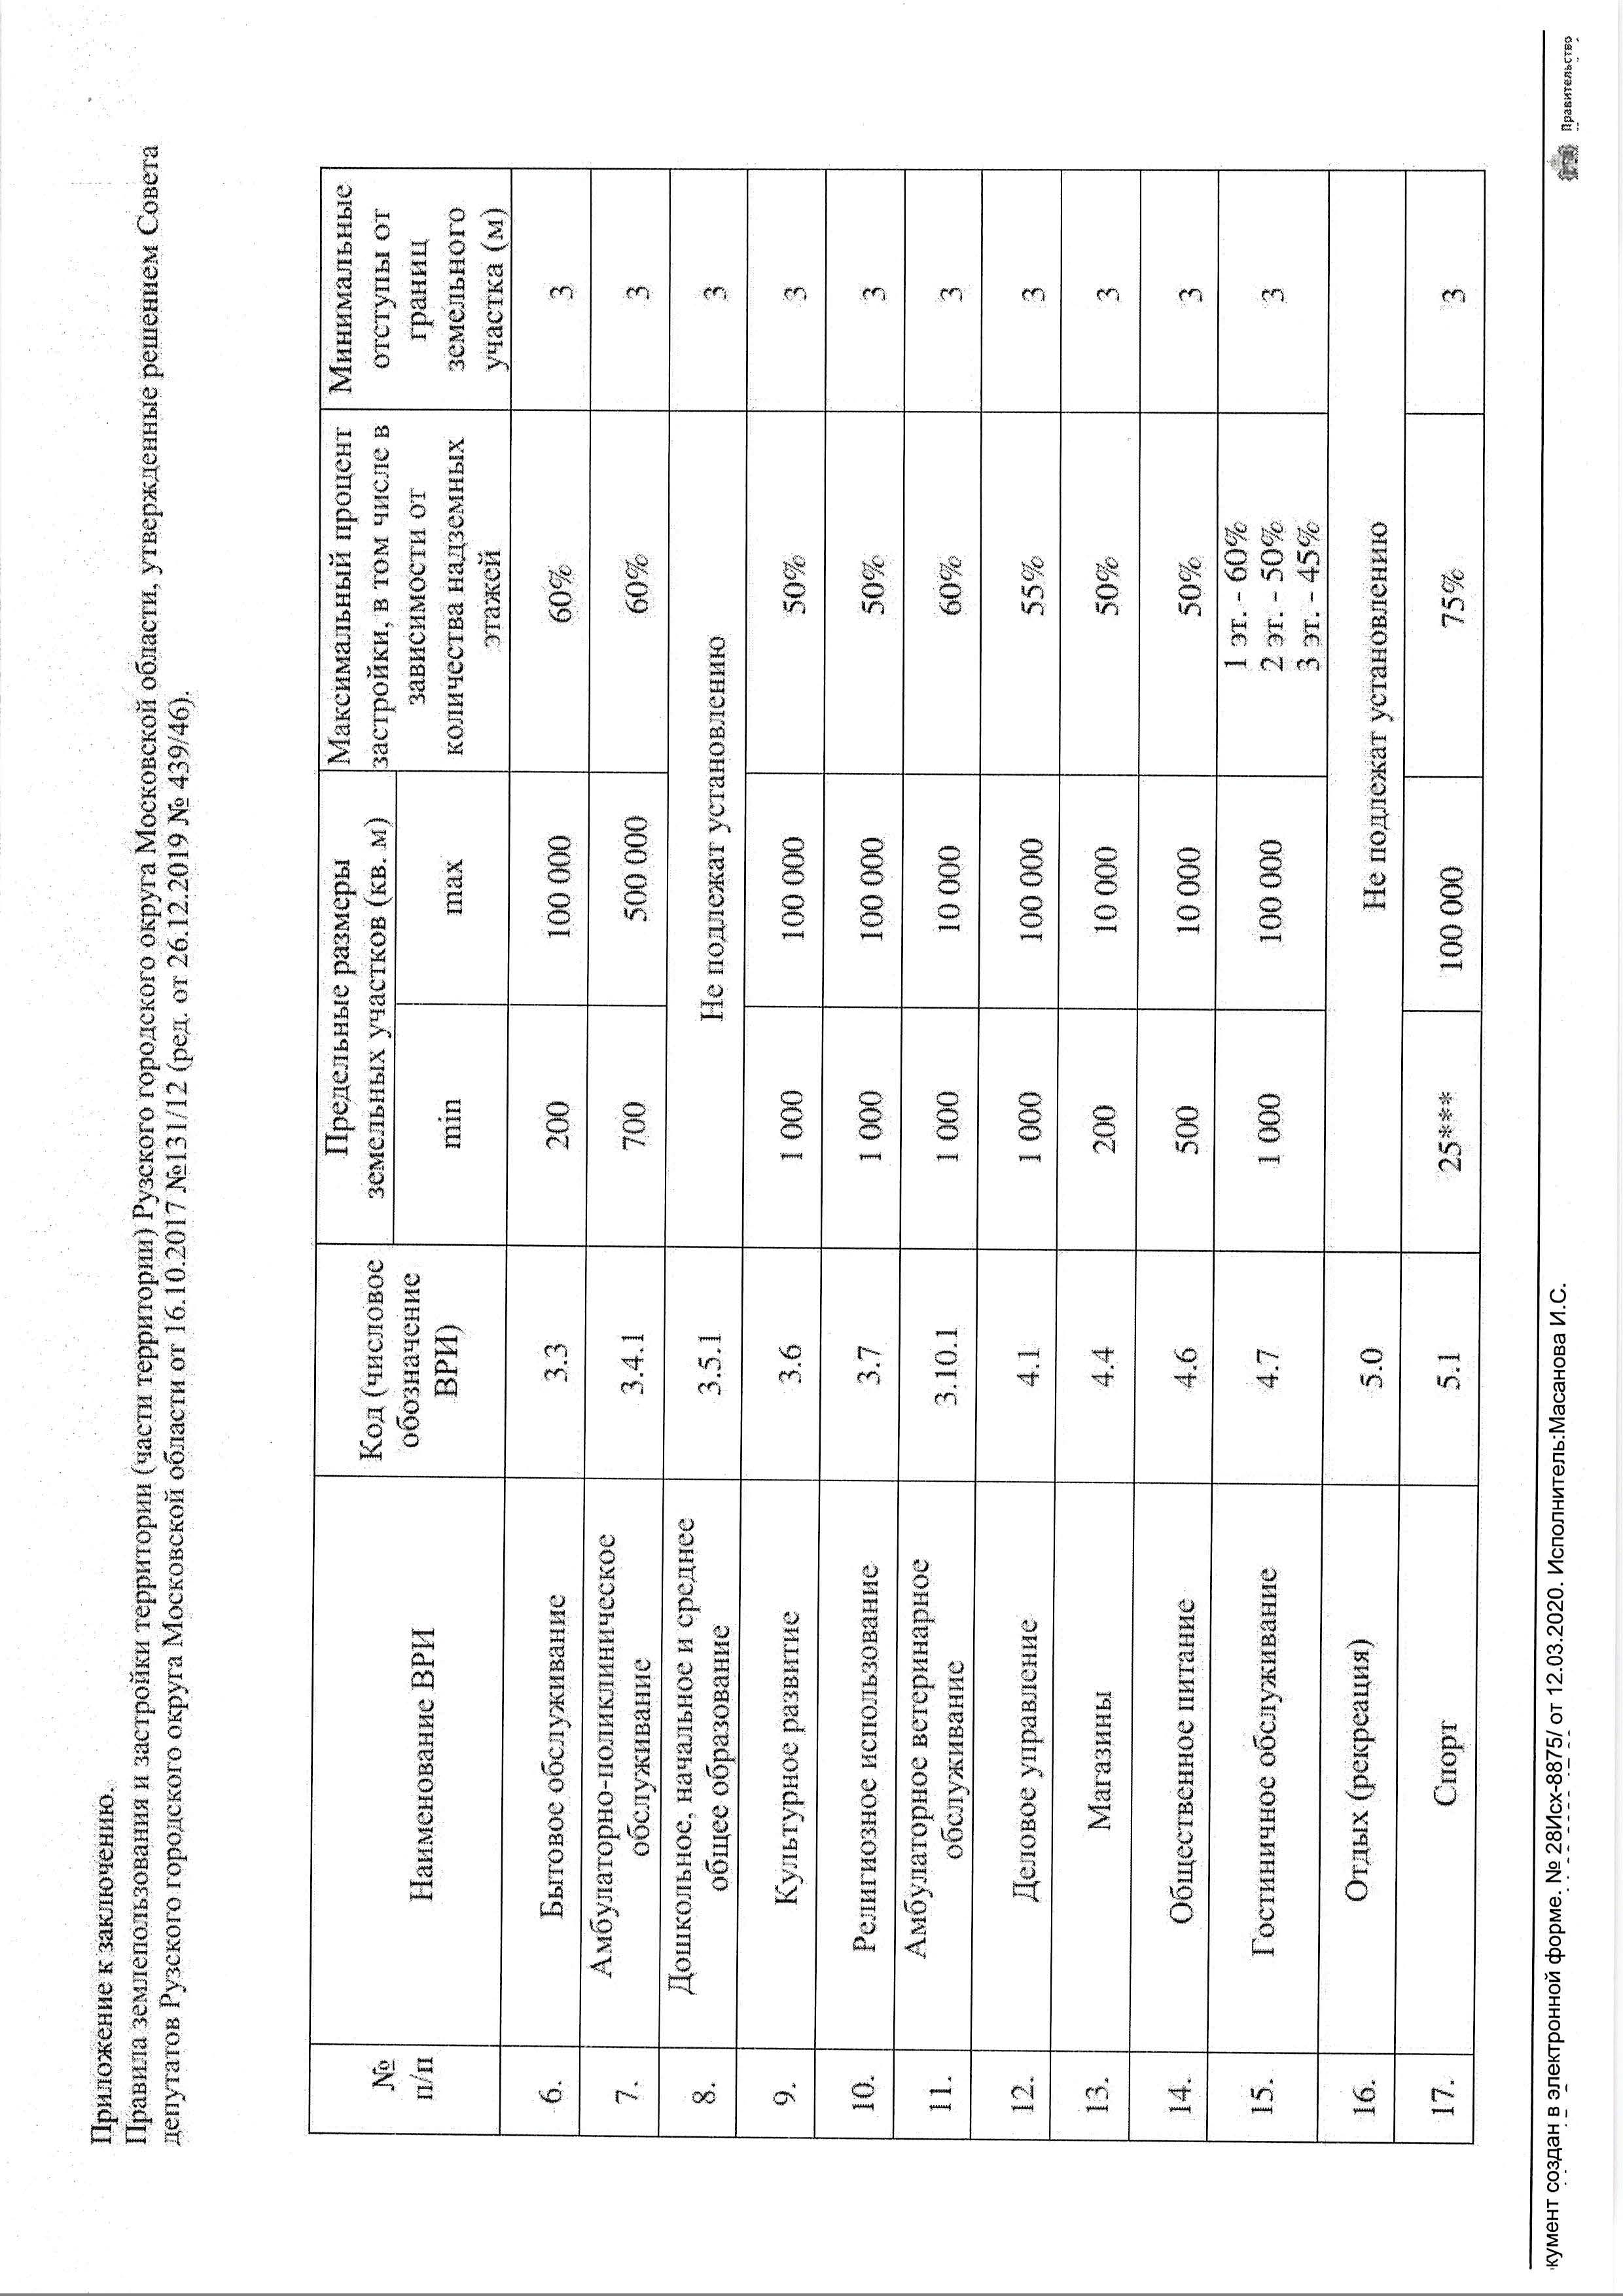 Приложение к заключению.
Правила землепользования и застройки территории (части территории) Рузского городского округа Московской области, утвержденные решением Совета
депутатов Рузского городского округа Московской области от 16.10.2017 №131/12 (ред. от 26.12.2019 № 439/46).
№
п/п
Наименование ВРИ
Код (числовое
обозначение
ВРИ)
Предельные размеры
земельных участков (кв. м)
min
max
Максимальный процент
застройки, в том числе в
зависимости от
количества надземных
этажей
Минимальные
отступы от
границ
земельного
участка (м)
6. Бытовое обслуживание 3.3 200 100 000 60% 3
7. Амбулаторно-поликлиническое
обслуживание 3.4.1 700 500 000 60% 3
8. Дошкольное, начальное и среднее
общее образование 3.5.1 Не подлежат установлению 3
9. Культурное развитие 3.6 1 000 100 000 50% 3
10. Религиозное использование 3.7 1 000 100 000 50% 3
11. Амбулаторное ветеринарное
обслуживание 3.10.1 1 000 10 000 60% 3
12. Деловое управление 4.1 1 000 100 000 55% 3
13. Магазины 4.4 200 10 000 50% 3
14. Общественное питание 4.6 500 10 000 50% 3
15. Гостиничное обслуживание 4.7 1 000 100 000 1 эт. - 60%
2 эт. - 50%
3 эт. - 45%
3
16. Отдых (рекреация) 5.0 Не подлежат установлению
17. Спорт 5.1 25*** 100 000 75% 3
кумент создан в электронной форме. № 28Исх-8875/ от 12.03.2020. Исполнитель:Масанова И.С.
Правительство